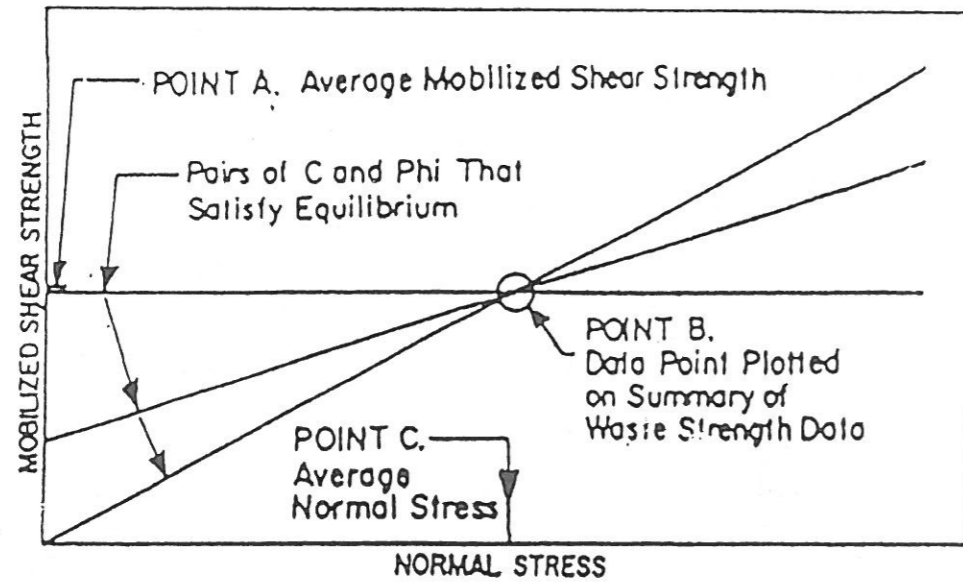 POINT A. Average Mobilized Shear Strength
Pairs of C and Phi That
Satisfy Equilibrium
MOBILIZED SHEAR STRENGTH
POINT B.
Data Point Plotted
on Summary of
Waste Strength Data
POINT C.
Average
Normal Stress
NORMAL STRESS